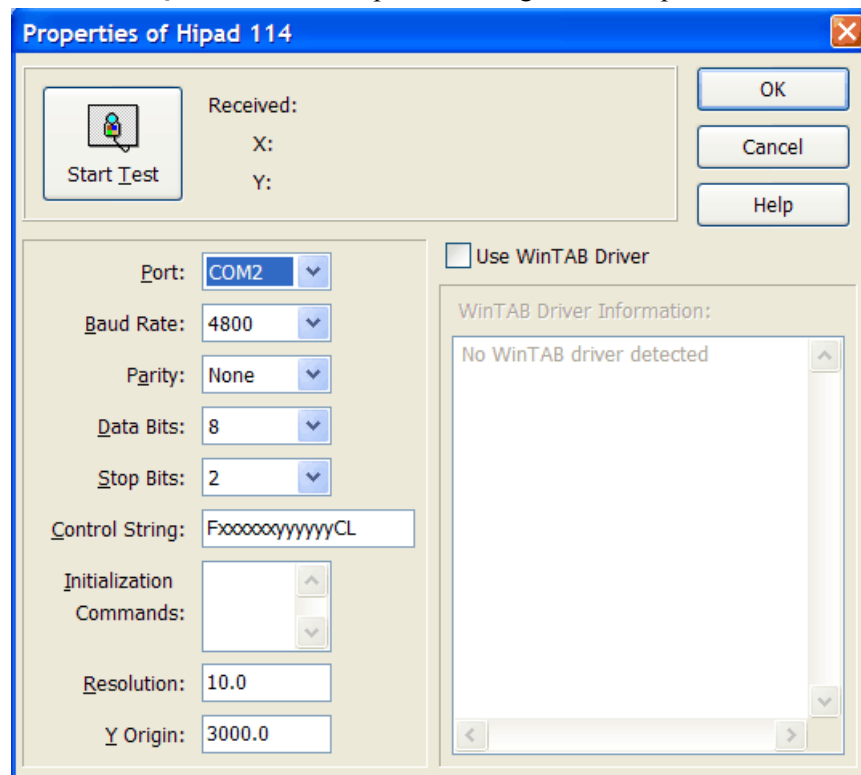 Properties of Hipad 114
Start Test
Received:
X:
Y:
OK
Cancel
Help
Port: COM2
Baud Rate: 4800
Parity: None
Data Bits: 8
Stop Bits: 2
Control String: FxxxxxxyyyyyyCL
Initialization
Commands:
Resolution: 10.0
Y Origin: 3000.0
Use WinTAB Driver
WinTAB Driver Information:
No WinTAB driver detected